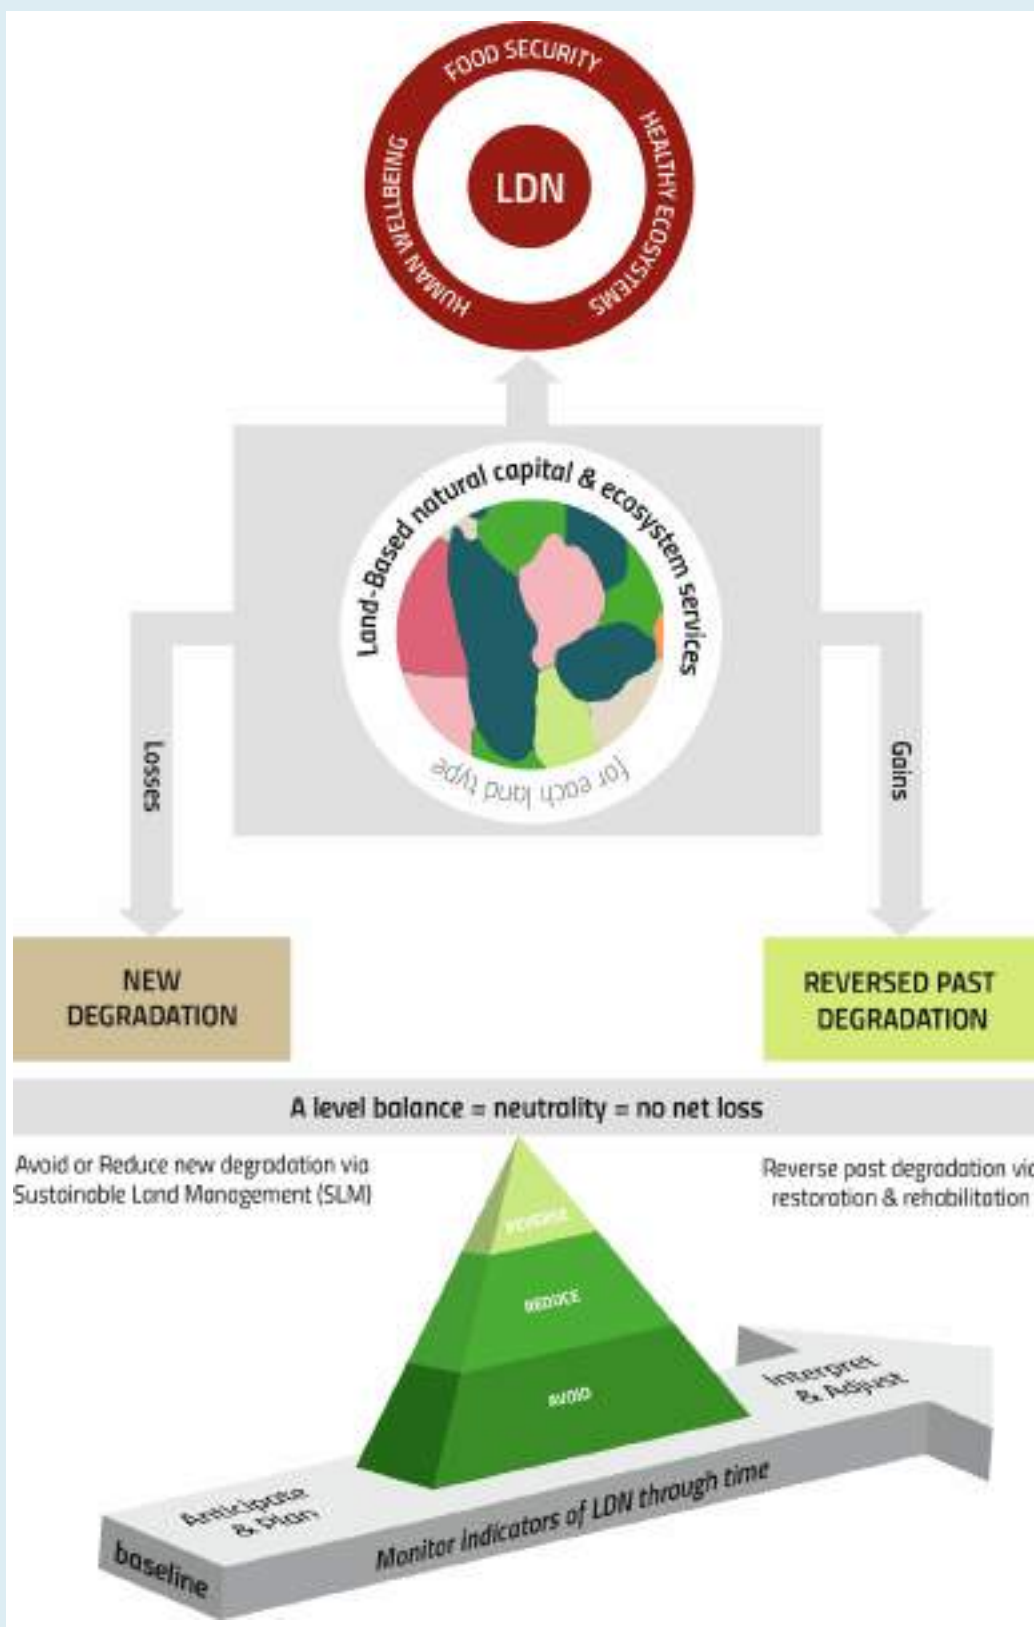 FOOD SECURITY
HUMAN WELLBEING
HEALTHY ECOSYSTEMS
LDN
Land-Based natural capital & ecosystem services
for each land type
Losses
Gains
NEW
DEGRADATION
REVERSED PAST
DEGRADATION
A level balance = neutrality = no net loss
Avoid or Reduce new degradation via
Sustainable Land Management (SLM)
Reverse past degradation via
restoration & rehabilitation
REVERSE
REDUCE
AVOID
Interpret
& Adjust
Anticipate
& Plan
Monitor indicators of LDN through time
baseline